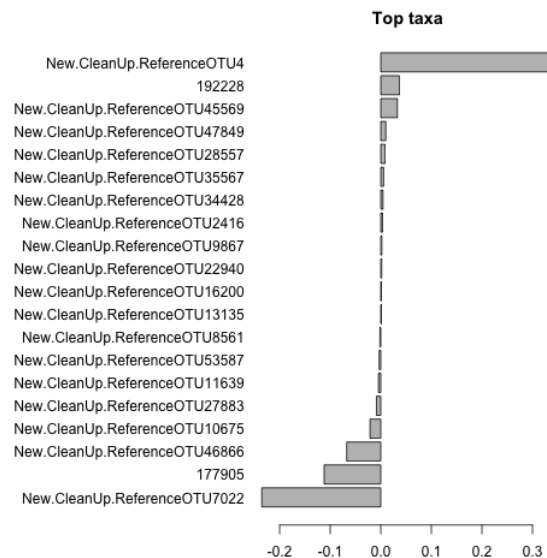 Top taxa
New.CleanUp.ReferenceOTU4
192228
New.CleanUp.ReferenceOTU45569
New.CleanUp.ReferenceOTU47849
New.CleanUp.ReferenceOTU28557
New.CleanUp.ReferenceOTU35567
New.CleanUp.ReferenceOTU34428
New.CleanUp.ReferenceOTU2416
New.CleanUp.ReferenceOTU9867
New.CleanUp.ReferenceOTU22940
New.CleanUp.ReferenceOTU16200
New.CleanUp.ReferenceOTU13135
New.CleanUp.ReferenceOTU8561
New.CleanUp.ReferenceOTU53587
New.CleanUp.ReferenceOTU11639
New.CleanUp.ReferenceOTU27883
New.CleanUp.ReferenceOTU10675
New.CleanUp.ReferenceOTU46866
177905
New.CleanUp.ReferenceOTU7022
-0.2 -0.1 0.0 0.1 0.2 0.3